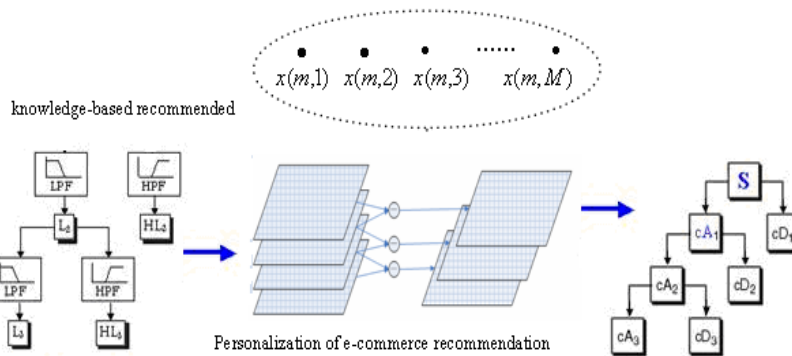 x(m,1) x(m,2) x(m,3) ...... x(m,M)
knowledge-based recommended
LPF HPF
L₂ HL₂
LPF HPF
L₃ HL₃
S
cA₁ cD₁
cA₂ cD₂
cA₃ cD₃
Personalization of e-commerce recommendation